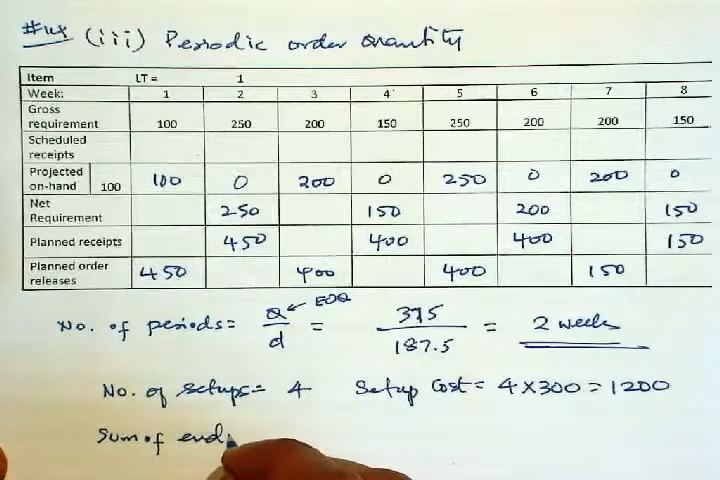 #14 (iii) Periodic order Quantity
Item LT = 1
Week: 1 2 3 4 5 6 7 8
Gross requirement 100 250 200 150 250 200 200 150
Scheduled receipts
Projected on-hand 100 100 0 200 0 250 0 200 0
Net Requirement 250 150 200 150
Planned receipts 450 400 400 150
Planned order releases 450 400 400 150
No. of periods = Q/d ← EOQ = 375/187.5 = 2 weeks
No. of setups = 4 Setup Cost = 4 X 300 = 1200
Sum of end